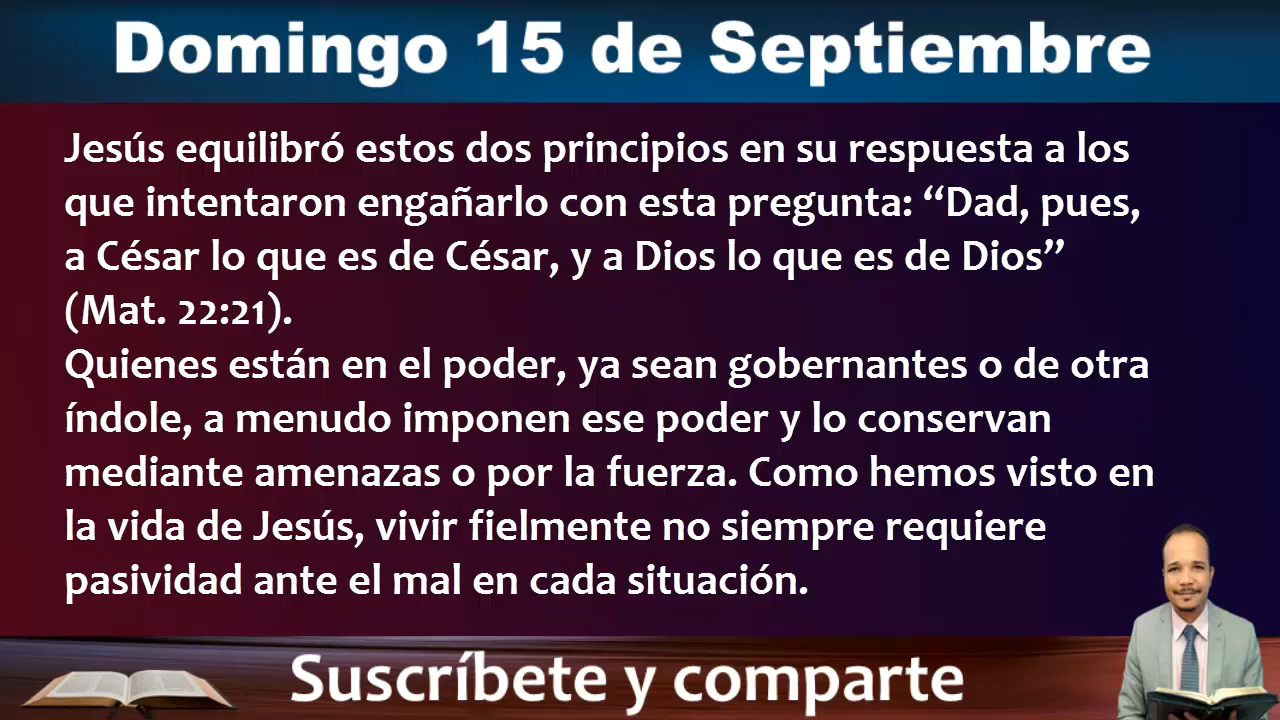 Domingo 15 de Septiembre
Jesús equilibró estos dos principios en su respuesta a los
que intentaron engañarlo con esta pregunta: “Dad, pues,
a César lo que es de César, y a Dios lo que es de Dios”
(Mat. 22:21).
Quienes están en el poder, ya sean gobernantes o de otra
índole, a menudo imponen ese poder y lo conservan
mediante amenazas o por la fuerza. Como hemos visto en
la vida de Jesús, vivir fielmente no siempre requiere
pasividad ante el mal en cada situación.
Suscríbete y comparte